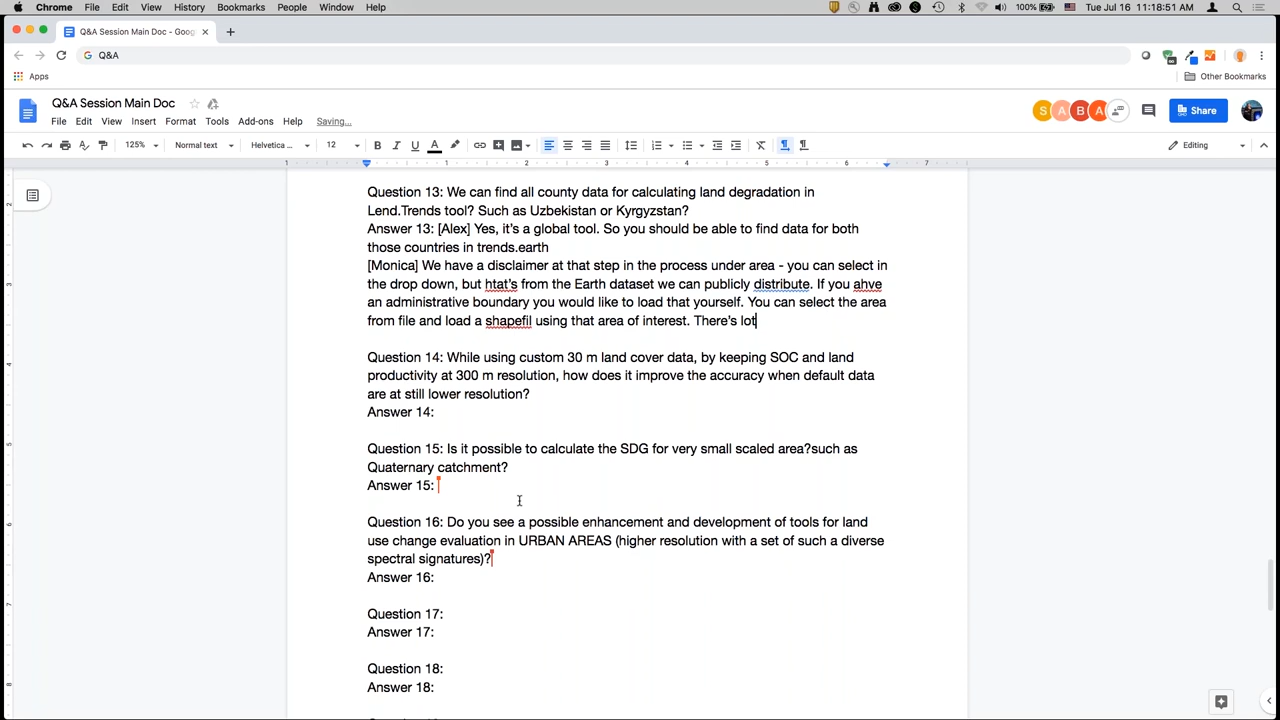 Chrome File Edit View History Bookmarks People Window Help 100% Tue Jul 16 11:18:51 AM
Q&A Session Main Doc - Goog
Q&A
Apps Other Bookmarks
Q&A Session Main Doc
File Edit View Insert Format Tools Add-ons Help Saving...
S A B A Share
125% Normal text Helvetica ... 12 B I U A Editing
1 1 2 3 4 5 6 7
Question 13: We can find all county data for calculating land degradation in
Lend.Trends tool? Such as Uzbekistan or Kyrgyzstan?
Answer 13: [Alex] Yes, it's a global tool. So you should be able to find data for both
those countries in trends.earth
[Monica] We have a disclaimer at that step in the process under area - you can select in
the drop down, but htat's from the Earth dataset we can publicly distribute. If you ahve
an administrative boundary you would like to load that yourself. You can select the area
from file and load a shapefil using that area of interest. There's lot
Question 14: While using custom 30 m land cover data, by keeping SOC and land
productivity at 300 m resolution, how does it improve the accuracy when default data
are at still lower resolution?
Answer 14:
Question 15: Is it possible to calculate the SDG for very small scaled area?such as
Quaternary catchment?
Answer 15:
Question 16: Do you see a possible enhancement and development of tools for land
use change evaluation in URBAN AREAS (higher resolution with a set of such a diverse
spectral signatures)?
Answer 16:
Question 17:
Answer 17:
Question 18:
Answer 18: